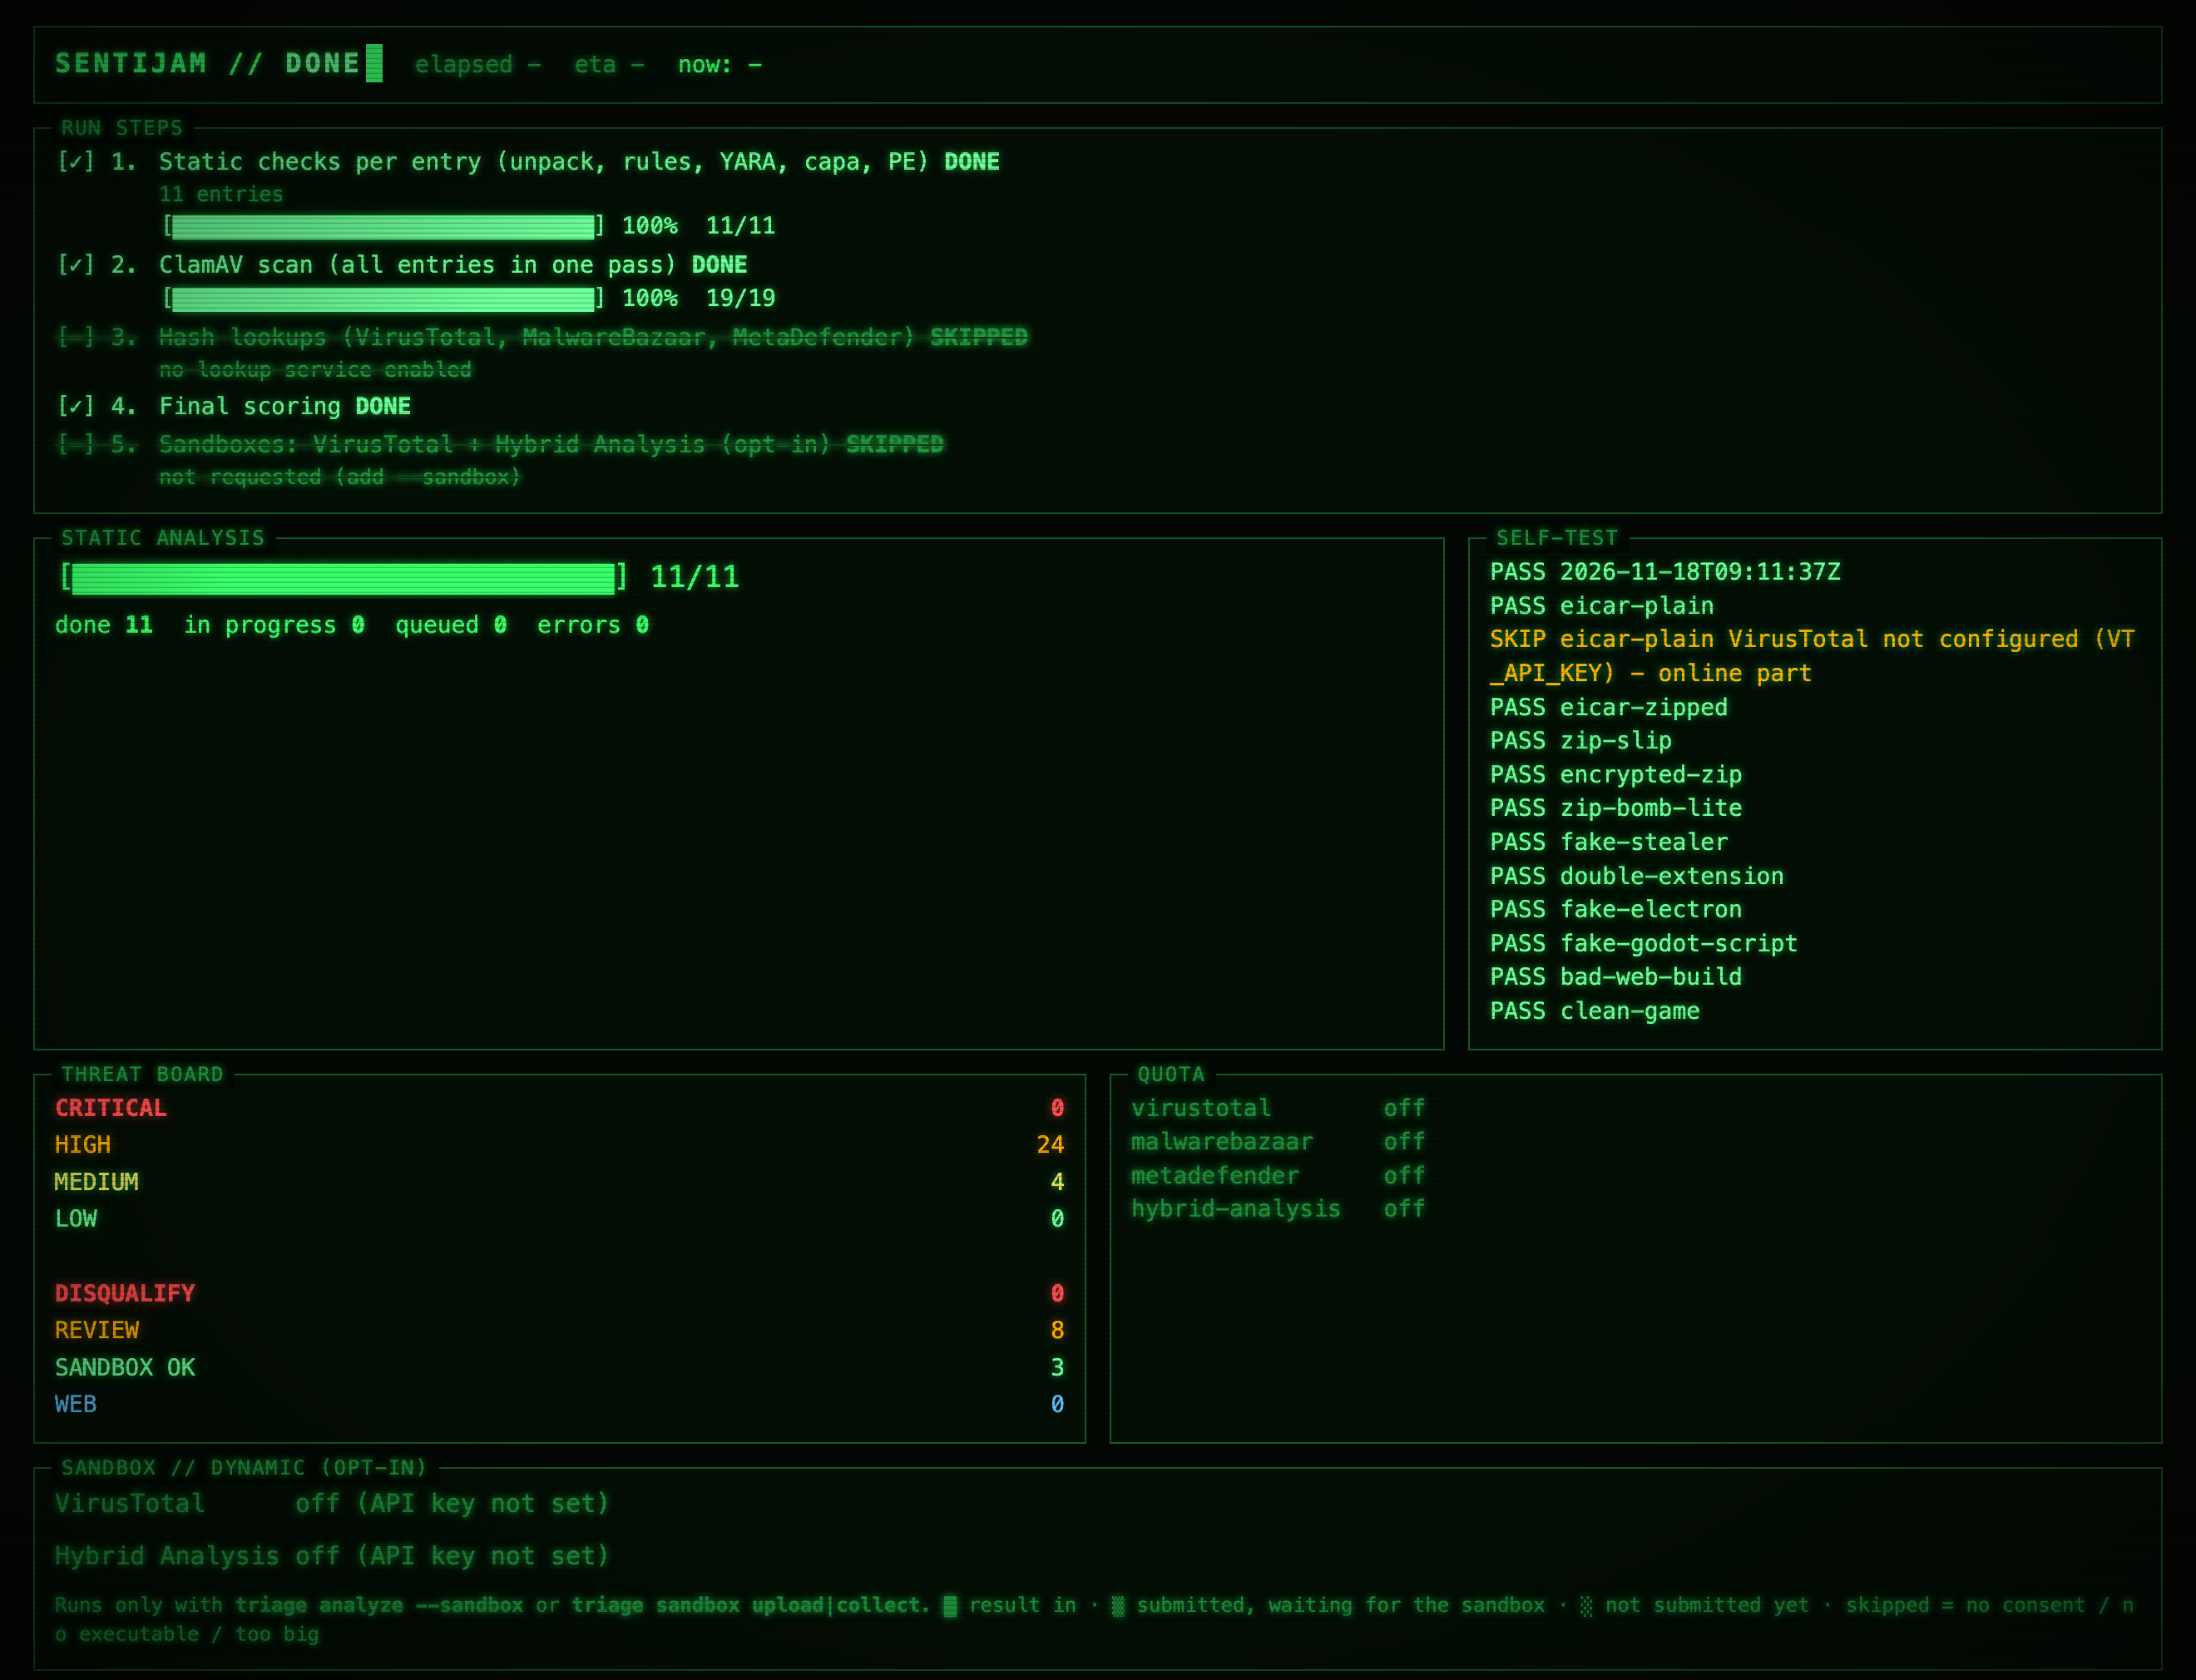 SENTIJAM // DONE elapsed – eta – now: –
RUN STEPS
[✓] 1. Static checks per entry (unpack, rules, YARA, capa, PE) DONE
11 entries
[ ] 100% 11/11
[✓] 2. ClamAV scan (all entries in one pass) DONE
[ ] 100% 19/19
[–] 3. Hash lookups (VirusTotal, MalwareBazaar, MetaDefender) SKIPPED
no lookup service enabled
[✓] 4. Final scoring DONE
[–] 5. Sandboxes: VirusTotal + Hybrid Analysis (opt-in) SKIPPED
not requested (add --sandbox)
STATIC ANALYSIS
[ ] 11/11
done 11 in progress 0 queued 0 errors 0
SELF-TEST
PASS 2026-11-18T09:11:37Z
PASS eicar-plain
SKIP eicar-plain VirusTotal not configured (VT
_API_KEY) – online part
PASS eicar-zipped
PASS zip-slip
PASS encrypted-zip
PASS zip-bomb-lite
PASS fake-stealer
PASS double-extension
PASS fake-electron
PASS fake-godot-script
PASS bad-web-build
PASS clean-game
THREAT BOARD
CRITICAL 0
HIGH 24
MEDIUM 4
LOW 0
DISQUALIFY 0
REVIEW 8
SANDBOX OK 3
WEB 0
QUOTA
virustotal off
malwarebazaar off
metadefender off
hybrid-analysis off
SANDBOX // DYNAMIC (OPT-IN)
VirusTotal off (API key not set)
Hybrid Analysis off (API key not set)
Runs only with triage analyze --sandbox or triage sandbox upload|collect. ▓ result in · ▒ submitted, waiting for the sandbox · ░ not submitted yet · skipped = no consent / n
o executable / too big